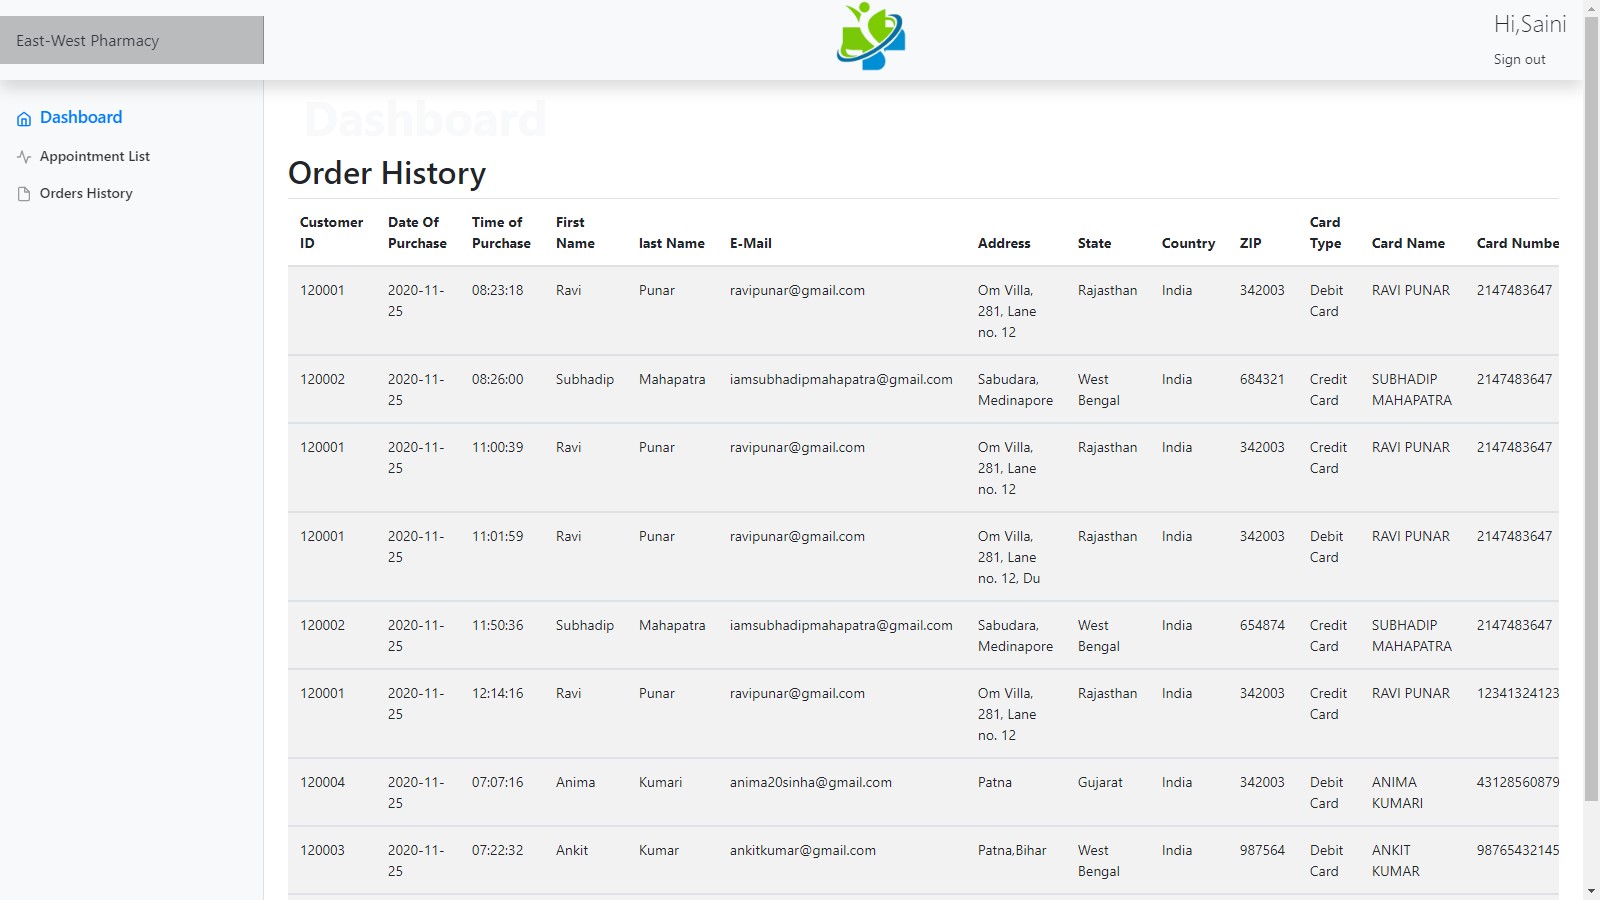 East-West Pharmacy
Hi,Saini
Sign out
Dashboard
Appointment List
Orders History
Dashboard
Order History
Customer ID Date Of Purchase Time of Purchase First Name last Name E-Mail Address State Country ZIP Card Type Card Name Card Numbe
120001 2020-11-25 08:23:18 Ravi Punar ravipunar@gmail.com Om Villa, 281, Lane no. 12 Rajasthan India 342003 Debit Card RAVI PUNAR 2147483647
120002 2020-11-25 08:26:00 Subhadip Mahapatra iamsubhadipmahapatra@gmail.com Sabudara, Medinapore West Bengal India 684321 Credit Card SUBHADIP MAHAPATRA 2147483647
120001 2020-11-25 11:00:39 Ravi Punar ravipunar@gmail.com Om Villa, 281, Lane no. 12 Rajasthan India 342003 Credit Card RAVI PUNAR 2147483647
120001 2020-11-25 11:01:59 Ravi Punar ravipunar@gmail.com Om Villa, 281, Lane no. 12, Du Rajasthan India 342003 Debit Card RAVI PUNAR 2147483647
120002 2020-11-25 11:50:36 Subhadip Mahapatra iamsubhadipmahapatra@gmail.com Sabudara, Medinapore West Bengal India 654874 Credit Card SUBHADIP MAHAPATRA 2147483647
120001 2020-11-25 12:14:16 Ravi Punar ravipunar@gmail.com Om Villa, 281, Lane no. 12 Rajasthan India 342003 Credit Card RAVI PUNAR 12341324123
120004 2020-11-25 07:07:16 Anima Kumari anima20sinha@gmail.com Patna Gujarat India 342003 Debit Card ANIMA KUMARI 43128560879
120003 2020-11-25 07:22:32 Ankit Kumar ankitkumar@gmail.com Patna,Bihar West Bengal India 987564 Debit Card ANKIT KUMAR 98765432145